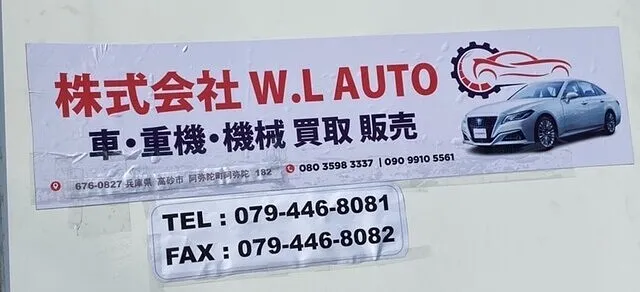 株式会社 W.L AUTO
車・重機・機械 買取 販売
676-0827 兵庫県 高砂市 阿弥陀町阿弥陀 182 080 3598 3337 | 090 9910 5561
TEL : 079-446-8081
FAX : 079-446-8082